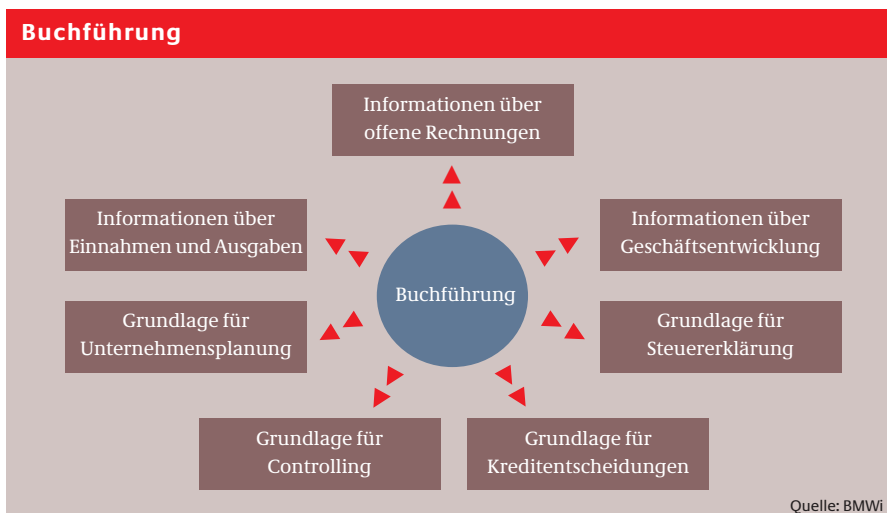 Buchführung
Informationen über
offene Rechnungen
Informationen über
Einnahmen und Ausgaben
Informationen über
Geschäftsentwicklung
Buchführung
Grundlage für
Unternehmensplanung
Grundlage für
Steuererklärung
Grundlage für
Controlling
Grundlage für
Kreditentscheidungen
Quelle: BMWi